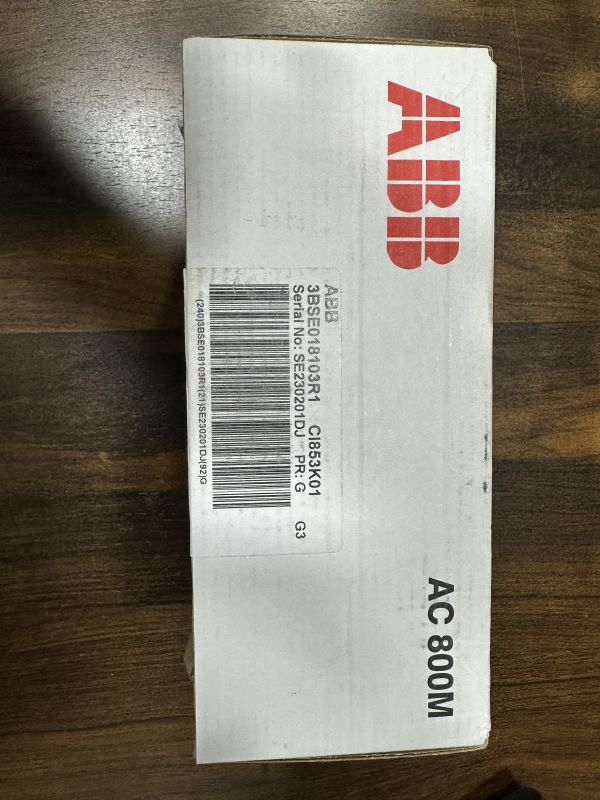 ABB
ABB
3BSE018103R1 CI853K01
Serial No: SE230201DJ PR: G G3
(240)3BSE018103R1(21)SE230201DJ(92)G
AC 800M